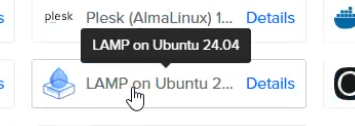 plesk Plesk (AlmaLinux) 1... Details
LAMP on Ubuntu 24.04
LAMP on Ubuntu 2... Details